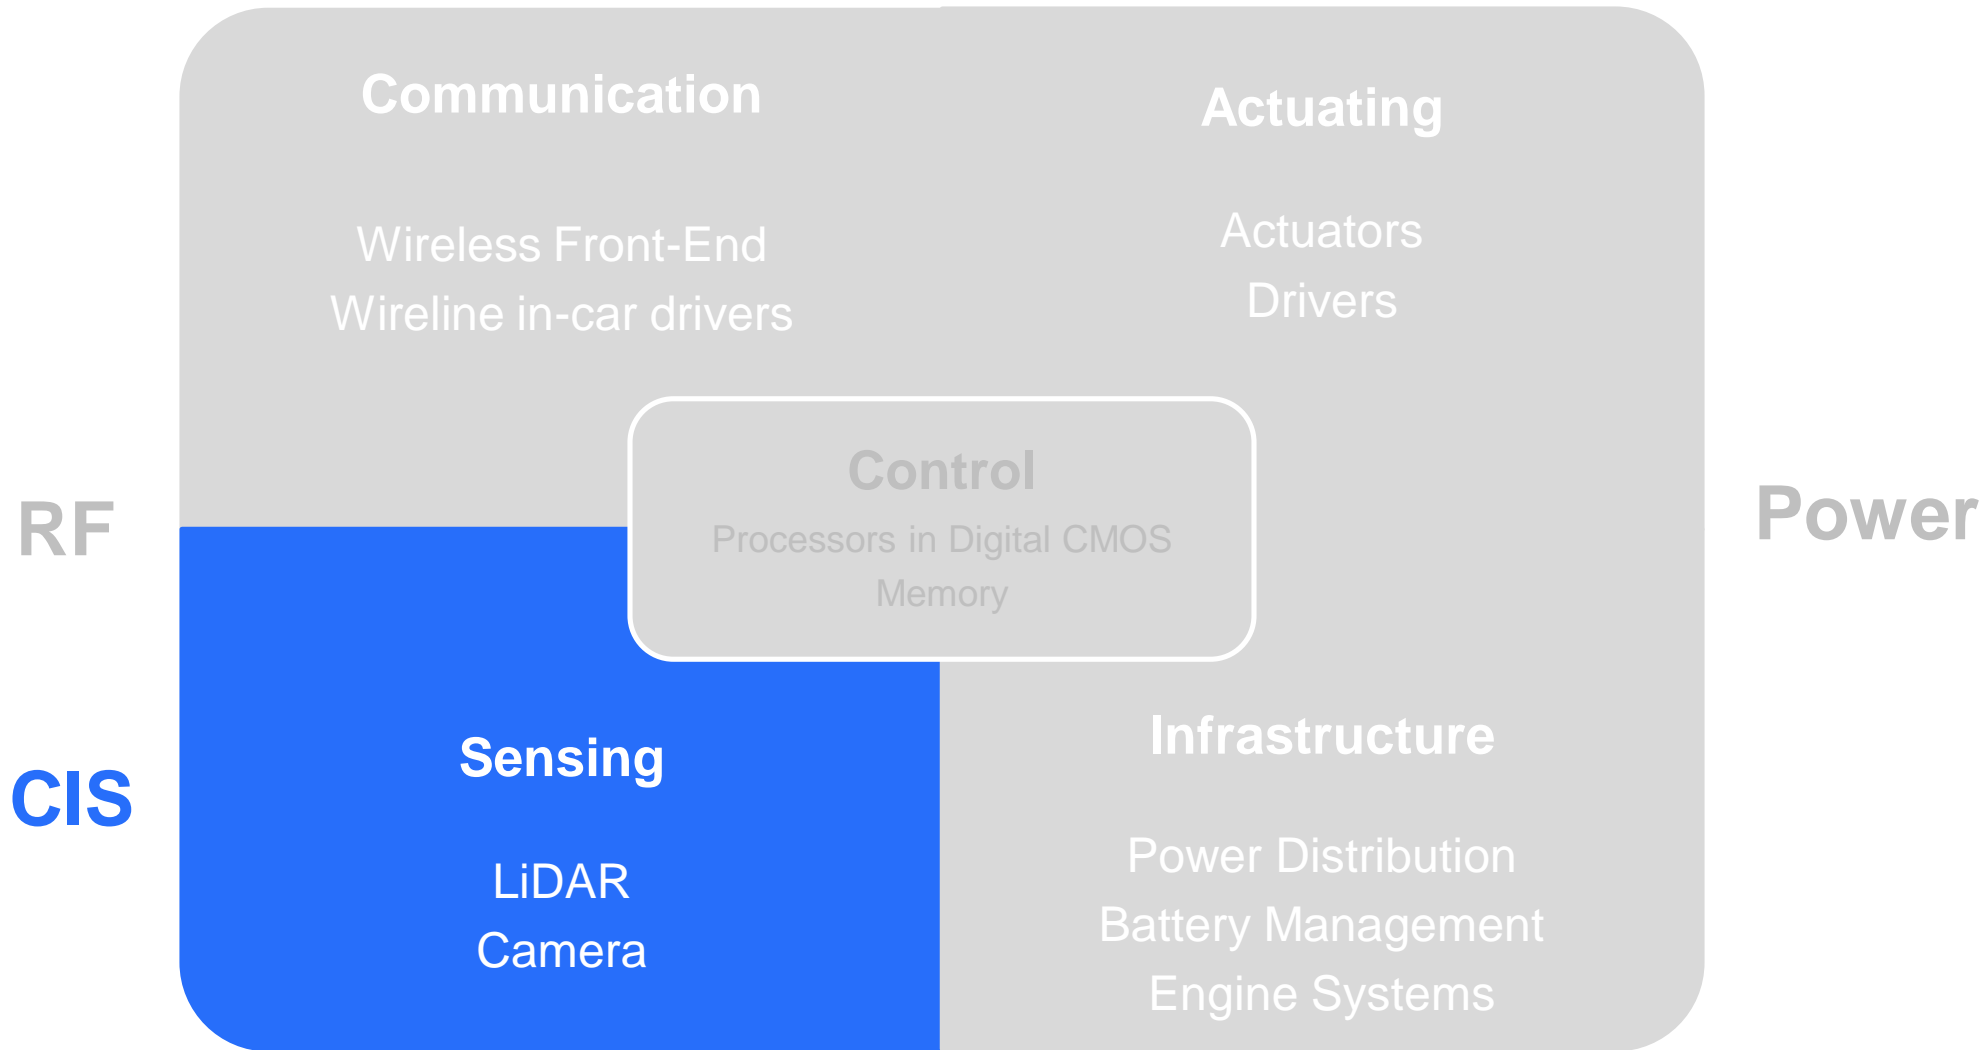 Communication
Wireless Front-End
Wireline in-car drivers
Actuating
Actuators
Drivers
RF
Control
Processors in Digital CMOS
Memory
Power
CIS
Sensing
LiDAR
Camera
Infrastructure
Power Distribution
Battery Management
Engine Systems